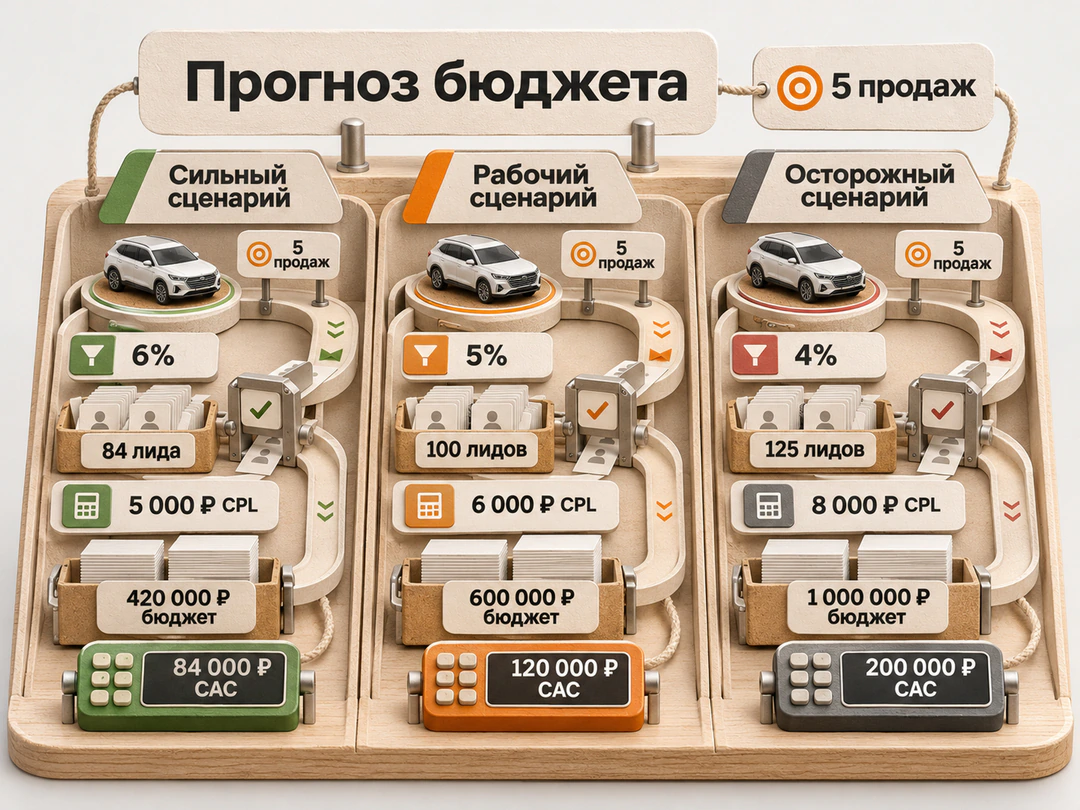 Прогноз бюджета
5 продаж
Сильный
сценарий
5
продаж
6%
84 лида
5 000 ₽ CPL
420 000 ₽
бюджет
84 000 ₽
CAC
Рабочий
сценарий
5
продаж
5%
100 лидов
6 000 ₽ CPL
600 000 ₽
бюджет
120 000 ₽
CAC
Осторожный
сценарий
5
продаж
4%
125 лидов
8 000 ₽ CPL
1 000 000 ₽
бюджет
200 000 ₽
CAC